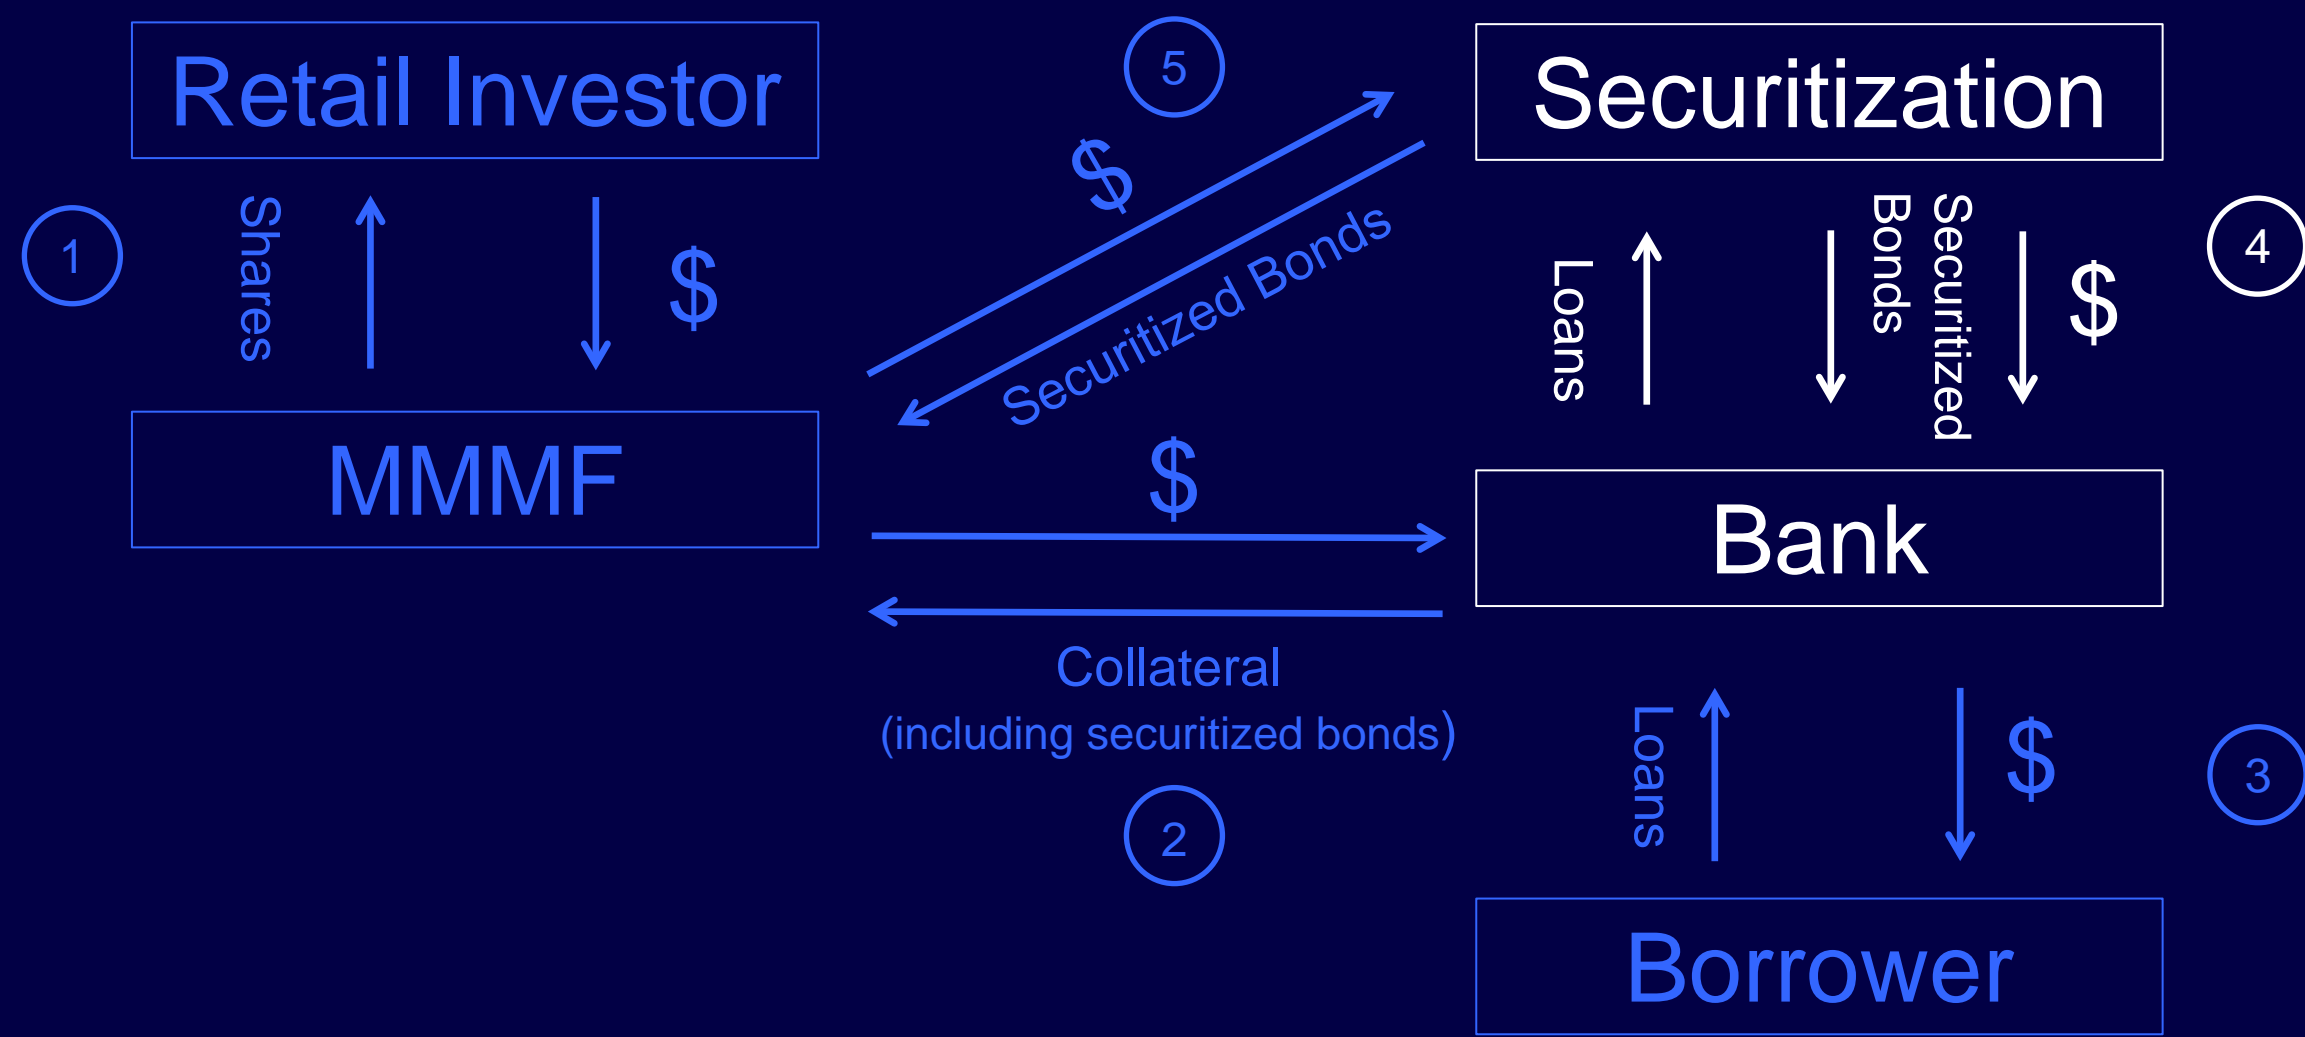 Retail Investor
5
Securitization
$
1
Shares
$
Securitized Bonds
Loans
Securitized
Bonds
$
4
MMMF
$
Bank
Collateral
(including securitized bonds)
Loans
$
3
2
Borrower